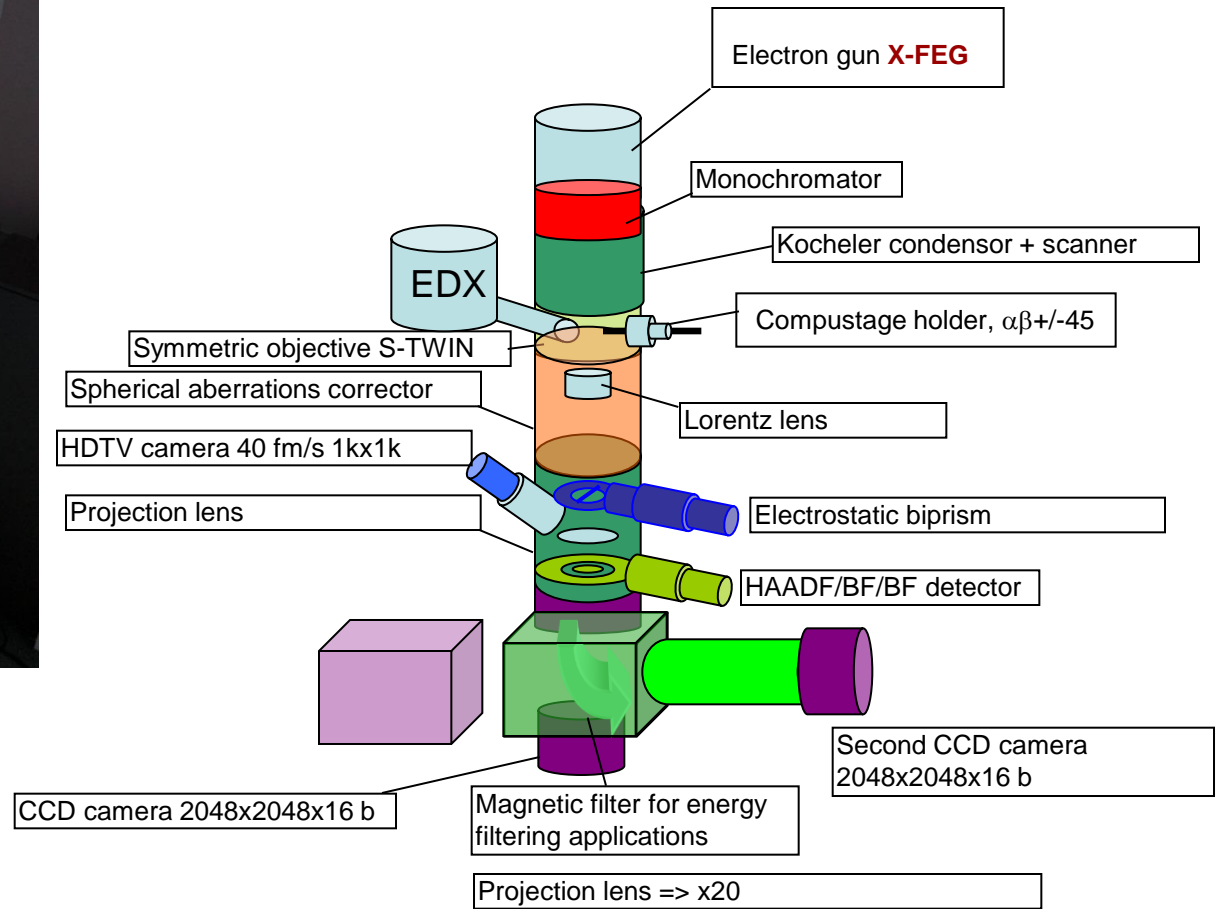 Electron gun X-FEG
Monochromator
Kocheler condensor + scanner
EDX
Compustage holder, αβ+/-45
Symmetric objective S-TWIN
Spherical aberrations corrector
Lorentz lens
HDTV camera 40 fm/s 1kx1k
Projection lens
Electrostatic biprism
HAADF/BF/BF detector
Second CCD camera
2048x2048x16 b
CCD camera 2048x2048x16 b
Magnetic filter for energy
filtering applications
Projection lens => x20